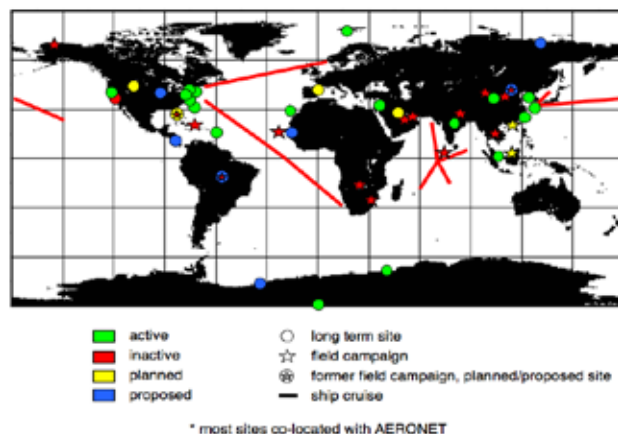 active
inactive
planned
proposed
long term site
field campaign
former field campaign, planned/proposed site
ship cruise
* most sites co-located with AERONET